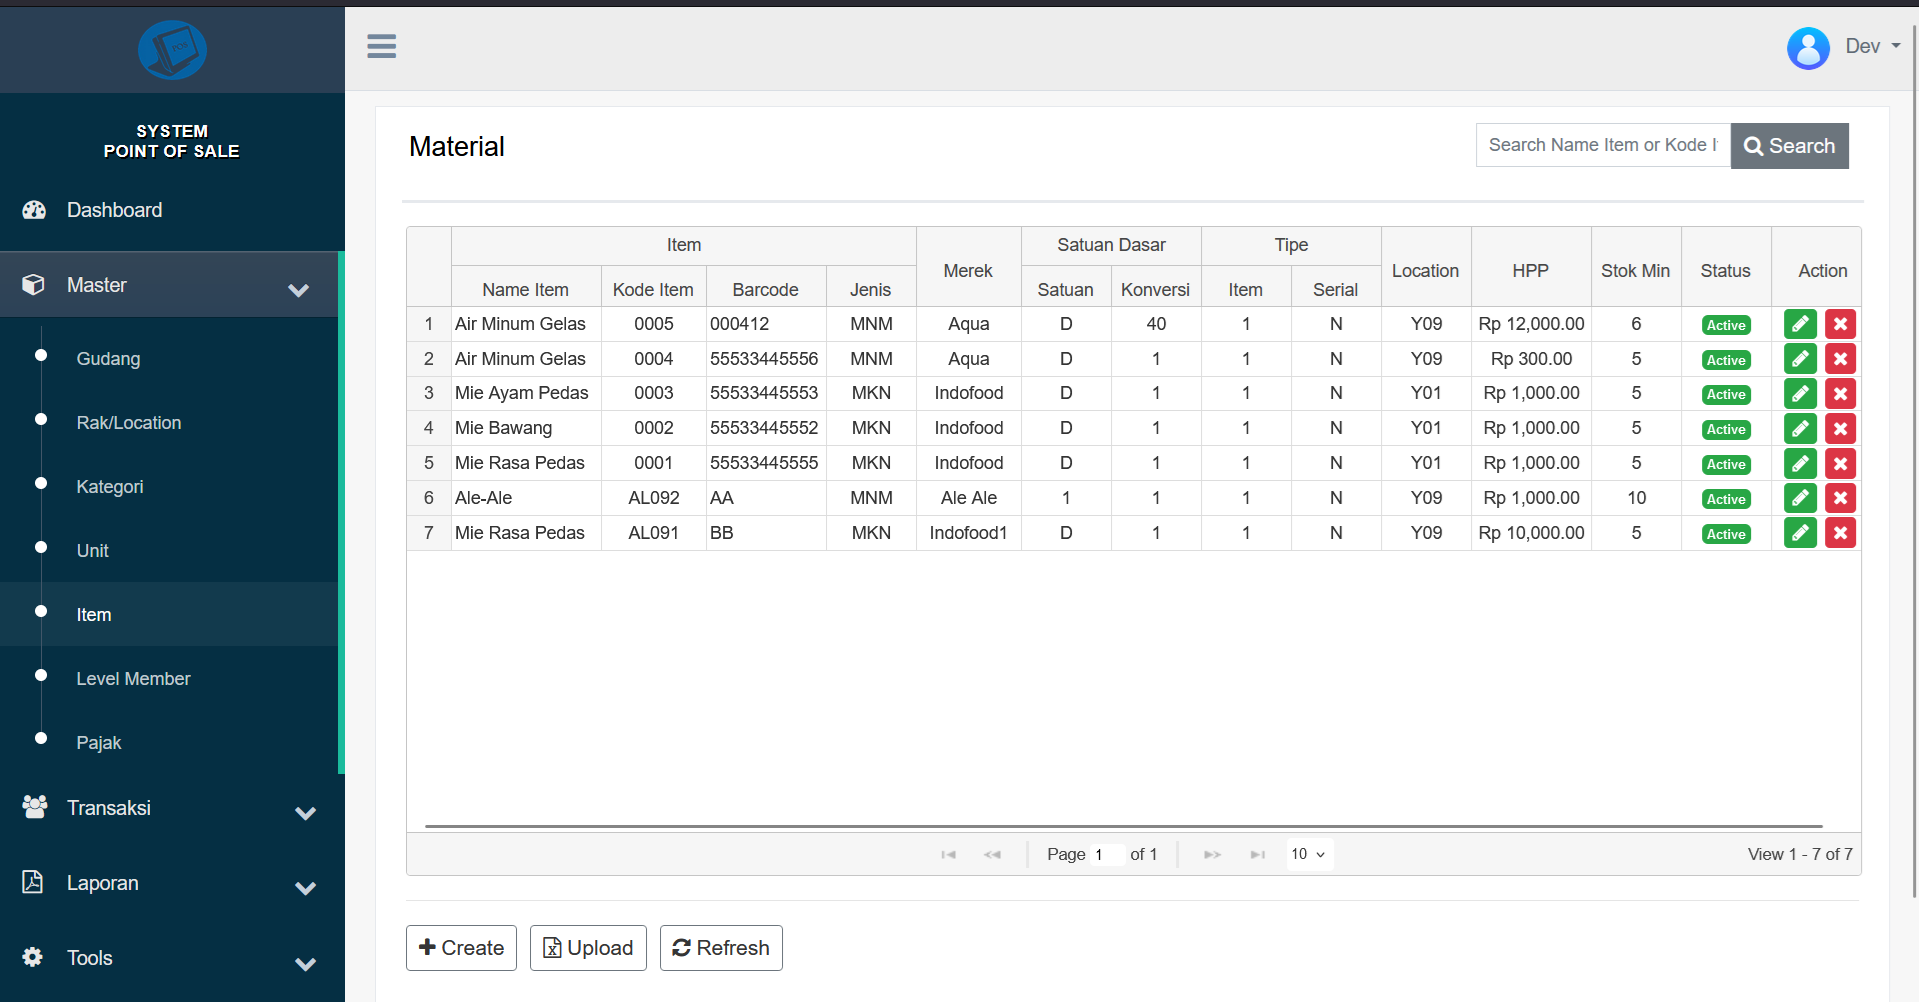 POS
SYSTEM
POINT OF SALE
Dashboard
Master
Gudang
Rak/Location
Kategori
Unit
Item
Level Member
Pajak
Transaksi
Laporan
Tools
Dev
Material
Search Name Item or Kode I
Search
Item Merek Satuan Dasar Tipe Location HPP Stok Min Status Action
Name Item Kode Item Barcode Jenis Satuan Konversi Item Serial
1 Air Minum Gelas 0005 000412 MNM Aqua D 40 1 N Y09 Rp 12,000.00 6 Active
2 Air Minum Gelas 0004 55533445556 MNM Aqua D 1 1 N Y09 Rp 300.00 5 Active
3 Mie Ayam Pedas 0003 55533445553 MKN Indofood D 1 1 N Y01 Rp 1,000.00 5 Active
4 Mie Bawang 0002 55533445552 MKN Indofood D 1 1 N Y01 Rp 1,000.00 5 Active
5 Mie Rasa Pedas 0001 55533445555 MKN Indofood D 1 1 N Y01 Rp 1,000.00 5 Active
6 Ale-Ale AL092 AA MNM Ale Ale 1 1 1 N Y09 Rp 1,000.00 10 Active
7 Mie Rasa Pedas AL091 BB MKN Indofood1 D 1 1 N Y09 Rp 10,000.00 5 Active
Page 1 of 1 10 View 1 - 7 of 7
Create Upload Refresh